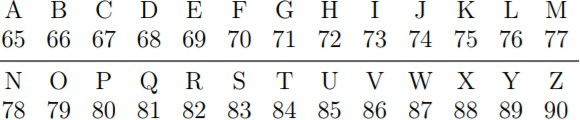 A B C D E F G H I J K L M
65 66 67 68 69 70 71 72 73 74 75 76 77
N O P Q R S T U V W X Y Z
78 79 80 81 82 83 84 85 86 87 88 89 90